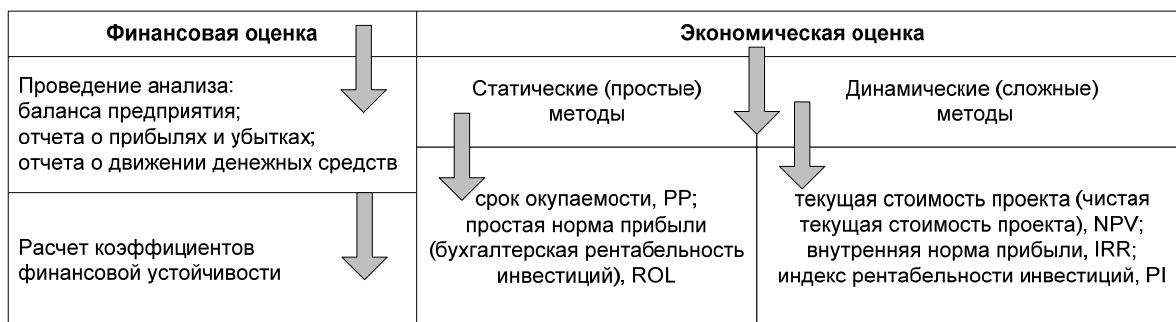 Финансовая оценка
Экономическая оценка
Проведение анализа:
баланса предприятия;
отчета о прибылях и убытках;
отчета о движении денежных средств
Статические (простые)
методы
Динамические (сложные)
методы
Расчет коэффициентов
финансовой устойчивости
срок окупаемости, PP;
простая норма прибыли
(бухгалтерская рентабельность
инвестиций), ROL
текущая стоимость проекта (чистая
текущая стоимость проекта), NPV;
внутренняя норма прибыли, IRR;
индекс рентабельности инвестиций, PI